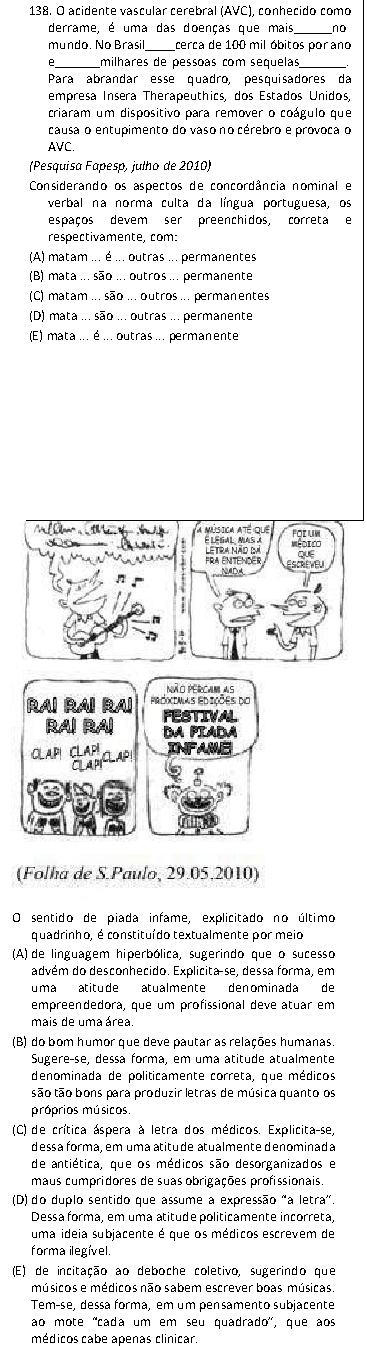 138. O acidente vascular cerebral (AVC), conhecido como
derrame, é uma das doenças que mais______no
mundo. No Brasil_____cerca de 100 mil óbitos por ano
e_______milhares de pessoas com sequelas_______.
Para abrandar esse quadro, pesquisadores da
empresa Insera Therapeuthics, dos Estados Unidos,
criaram um dispositivo para remover o coágulo que
causa o entupimento do vaso no cérebro e provoca o
AVC.
(Pesquisa Fapesp, julho de 2010)
Considerando os aspectos de concordância nominal e
verbal na norma culta da língua portuguesa, os
espaços devem ser preenchidos, correta e
respectivamente, com:
(A) matam ... é ... outras ... permanentes
(B) mata ... são ... outros ... permanente
(C) matam ... são ... outros ... permanentes
(D) mata ... são ... outras ... permanente
(E) mata ... é ... outras ... permanente
A MÚSICA ATÉ QUE
É LEGAL, MAS A
LETRA NÃO DÁ
PRA ENTENDER
NADA
FOI UM
MÉDICO
QUE
ESCREVEU
RA! RA! RA!
RA! RA!
CLAP! CLAP! CLAP!
CLAP!
NÃO PERCAM AS
PRÓXIMAS EDIÇÕES DO
FESTIVAL
DA PIADA
INFAME!
(Folha de S.Paulo, 29.05.2010)
O sentido de piada infame, explicitado no último
quadrinho, é constituído textualmente por meio
(A) de linguagem hiperbólica, sugerindo que o sucesso
advém do desconhecido. Explicita-se, dessa forma, em
uma atitude atualmente denominada de
empreendedora, que um profissional deve atuar em
mais de uma área.
(B) do bom humor que deve pautar as relações humanas.
Sugere-se, dessa forma, em uma atitude atualmente
denominada de politicamente correta, que médicos
são tão bons para produzir letras de música quanto os
próprios músicos.
(C) de crítica áspera à letra dos médicos. Explicita-se,
dessa forma, em uma atitude atualmente denominada
de antiética, que os médicos são desorganizados e
maus cumpridores de suas obrigações profissionais.
(D) do duplo sentido que assume a expressão “a letra”.
Dessa forma, em uma atitude politicamente incorreta,
uma ideia subjacente é que os médicos escrevem de
forma ilegível.
(E) de incitação ao deboche coletivo, sugerindo que
músicos e médicos não sabem escrever boas músicas.
Tem-se, dessa forma, em um pensamento subjacente
ao mote “cada um em seu quadrado”, que aos
médicos cabe apenas clinicar.